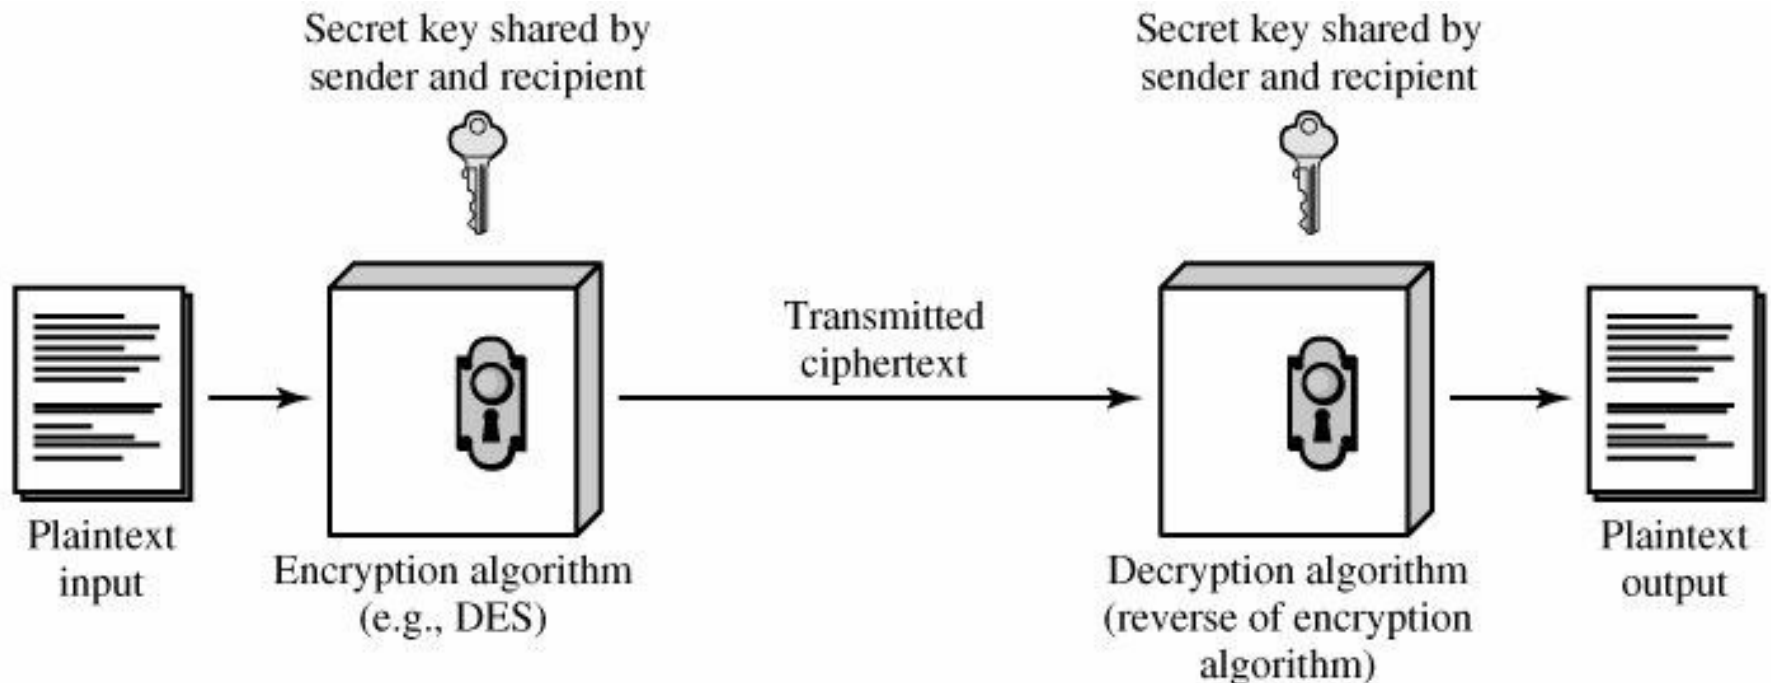 Secret key shared by
sender and recipient
Secret key shared by
sender and recipient
Transmitted
ciphertext
Plaintext
input
Encryption algorithm
(e.g., DES)
Decryption algorithm
(reverse of encryption
algorithm)
Plaintext
output